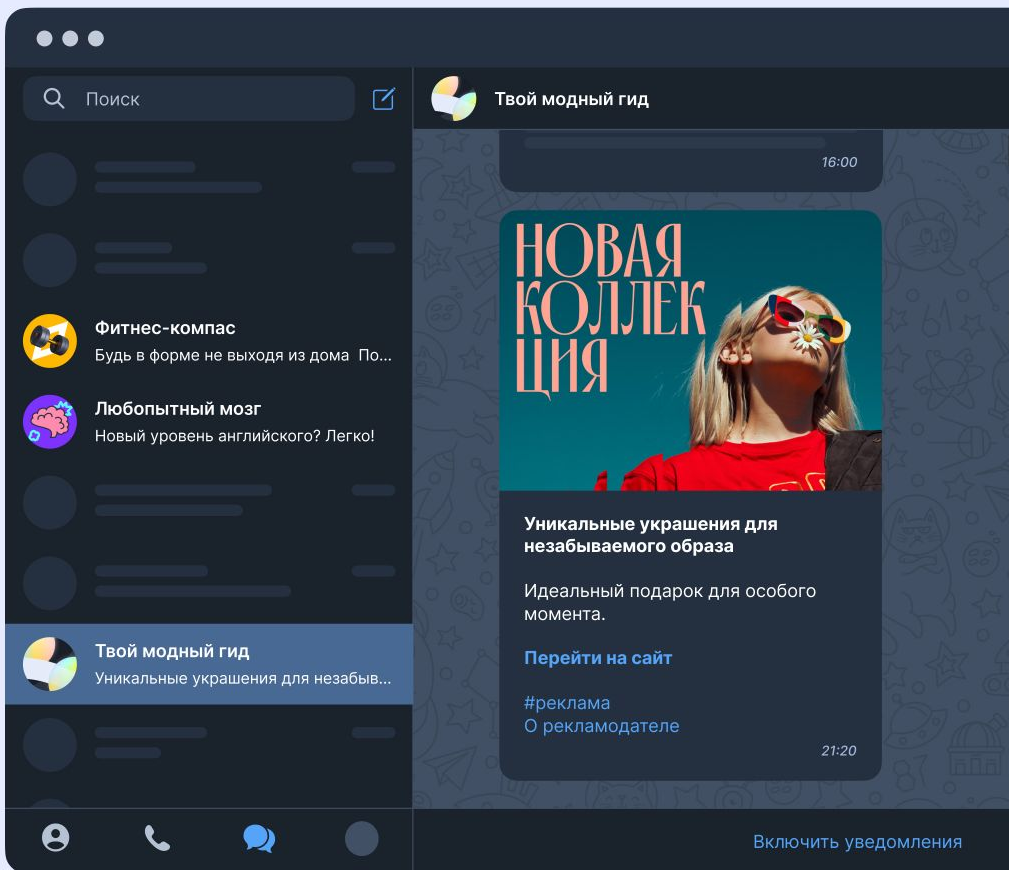 Поиск
Твой модный гид
16:00
Фитнес-компас
Будь в форме не выходя из дома По...
Любопытный мозг
Новый уровень английского? Легко!
Твой модный гид
Уникальные украшения для незабыв...
НОВАЯ
КОЛЛЕК
ЦИЯ
Уникальные украшения для
незабываемого образа
Идеальный подарок для особого
момента.
Перейти на сайт
#реклама
О рекламодателе
21:20
Включить уведомления